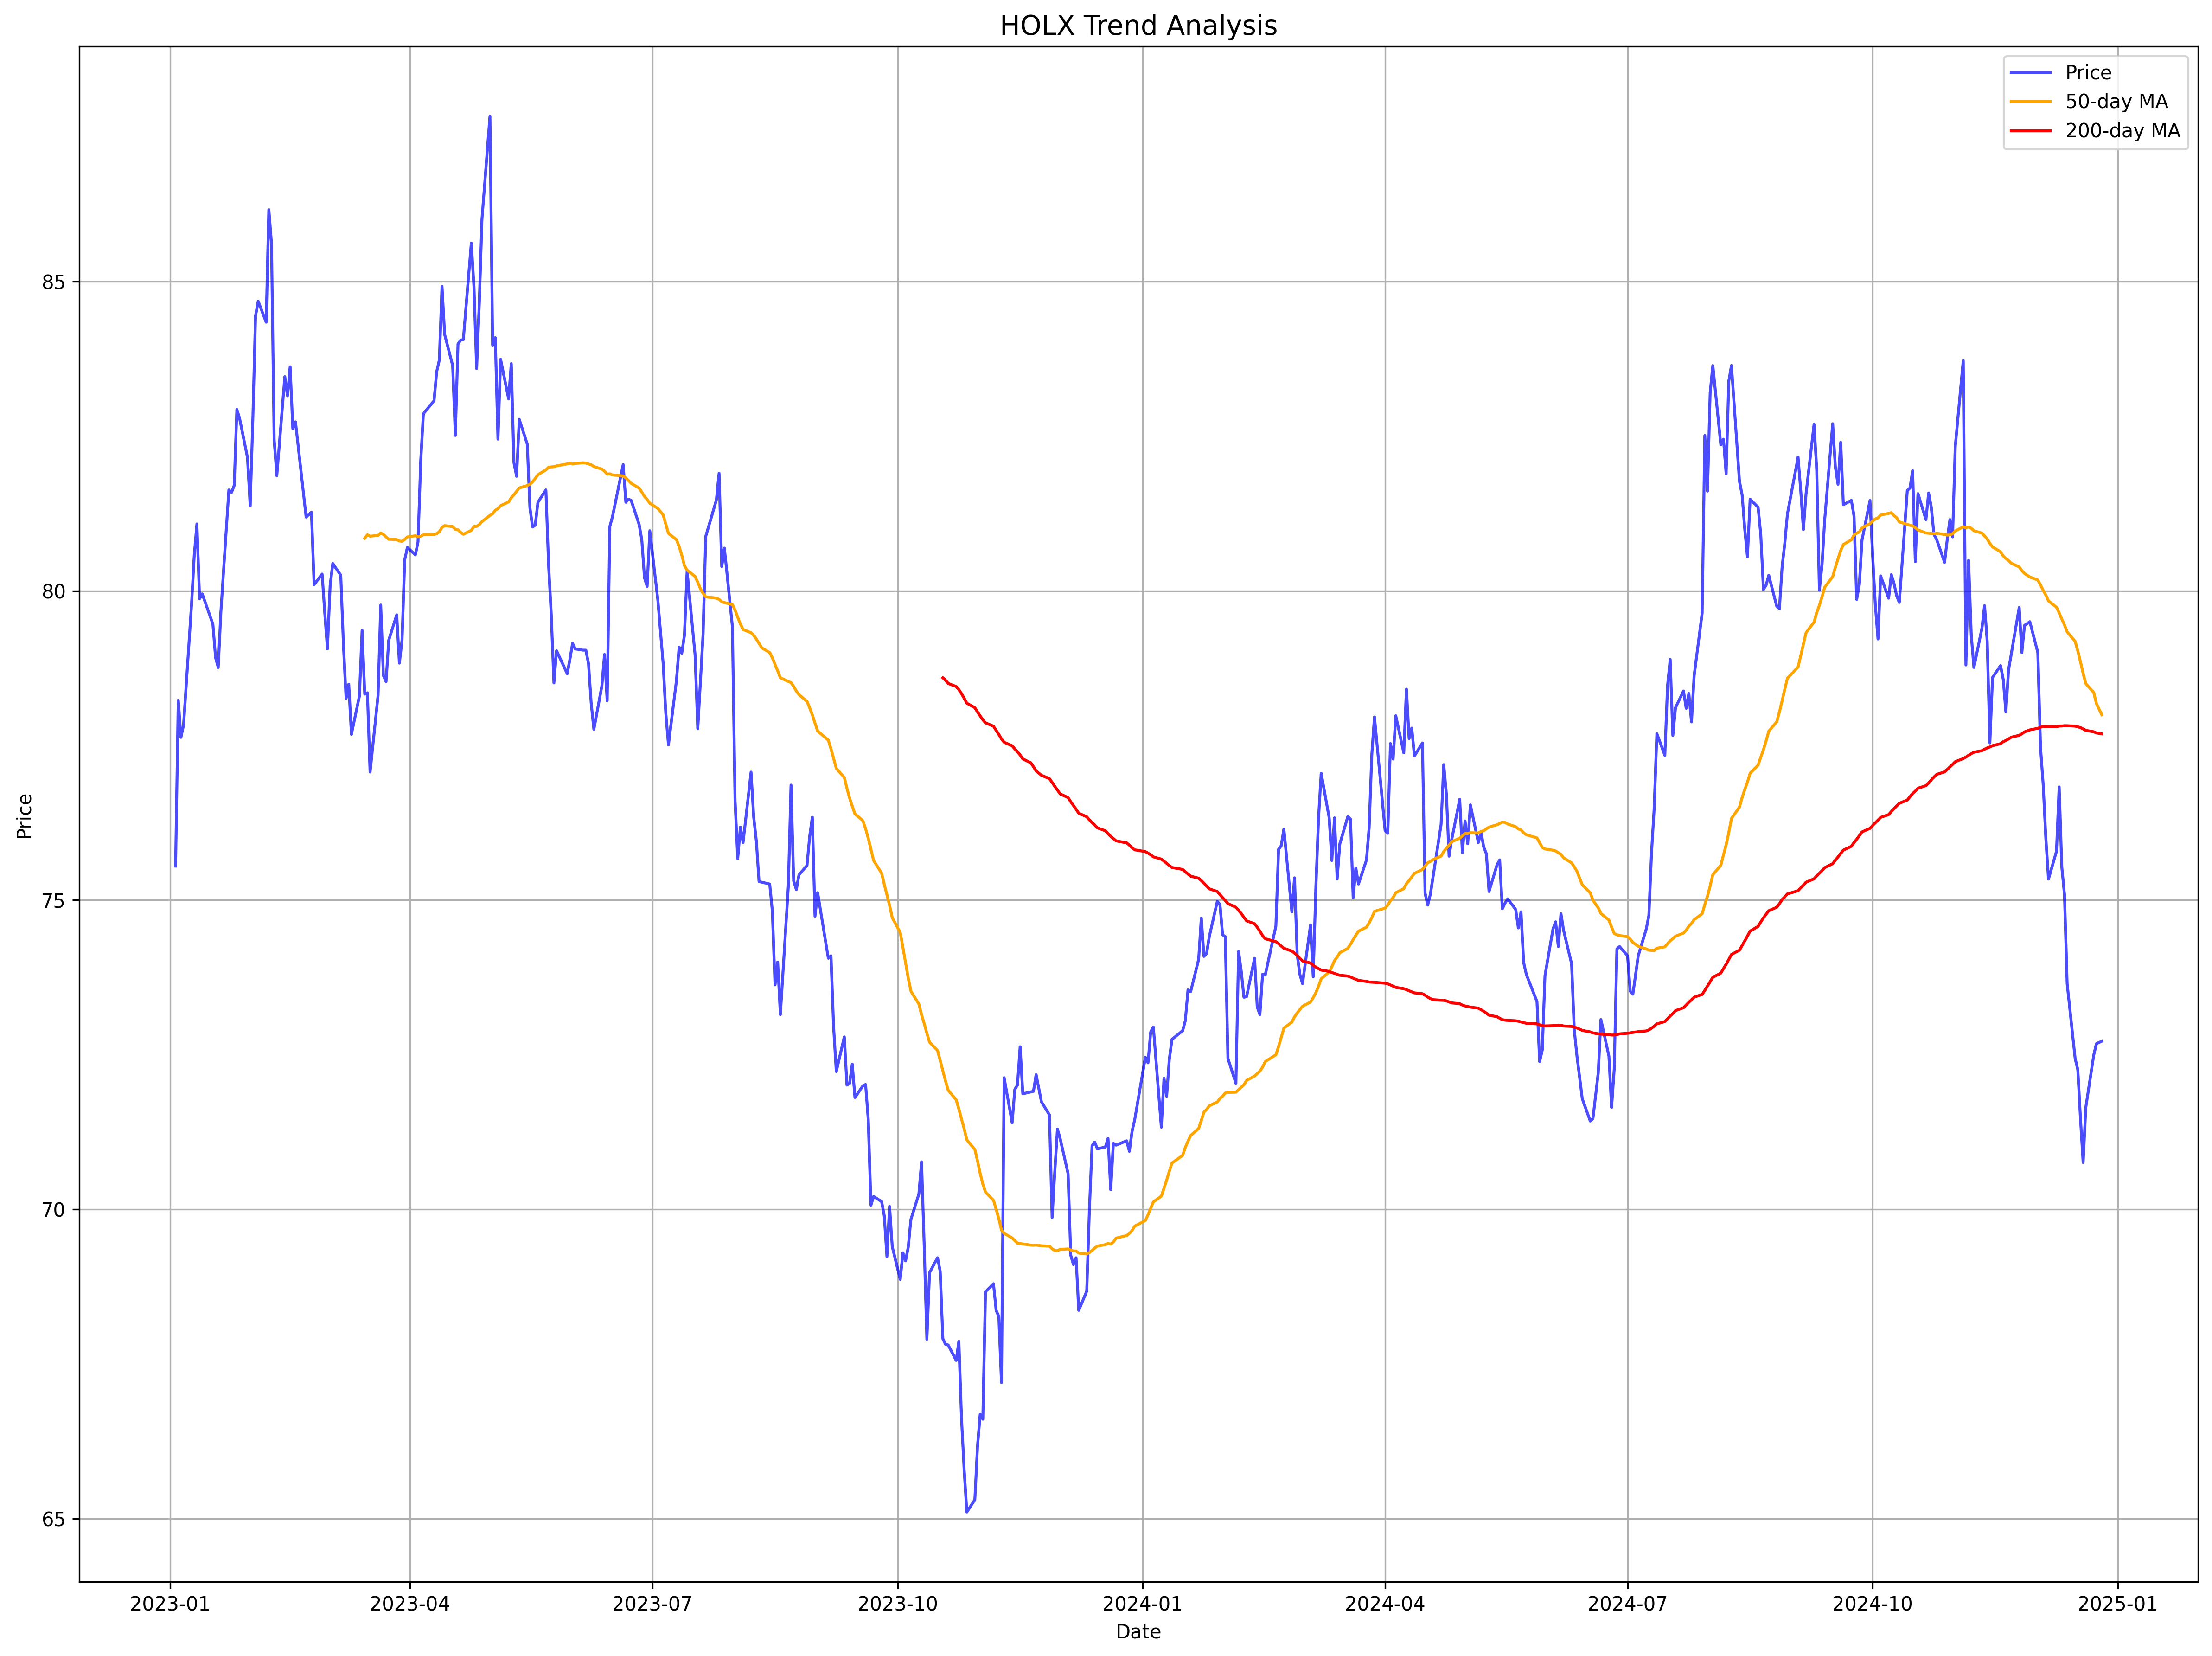 HOLX Trend Analysis
Price
50-day MA
200-day MA
85
80
75
70
65
Price
2023-01
2023-04
2023-07
2023-10
2024-01
2024-04
2024-07
2024-10
2025-01
Date